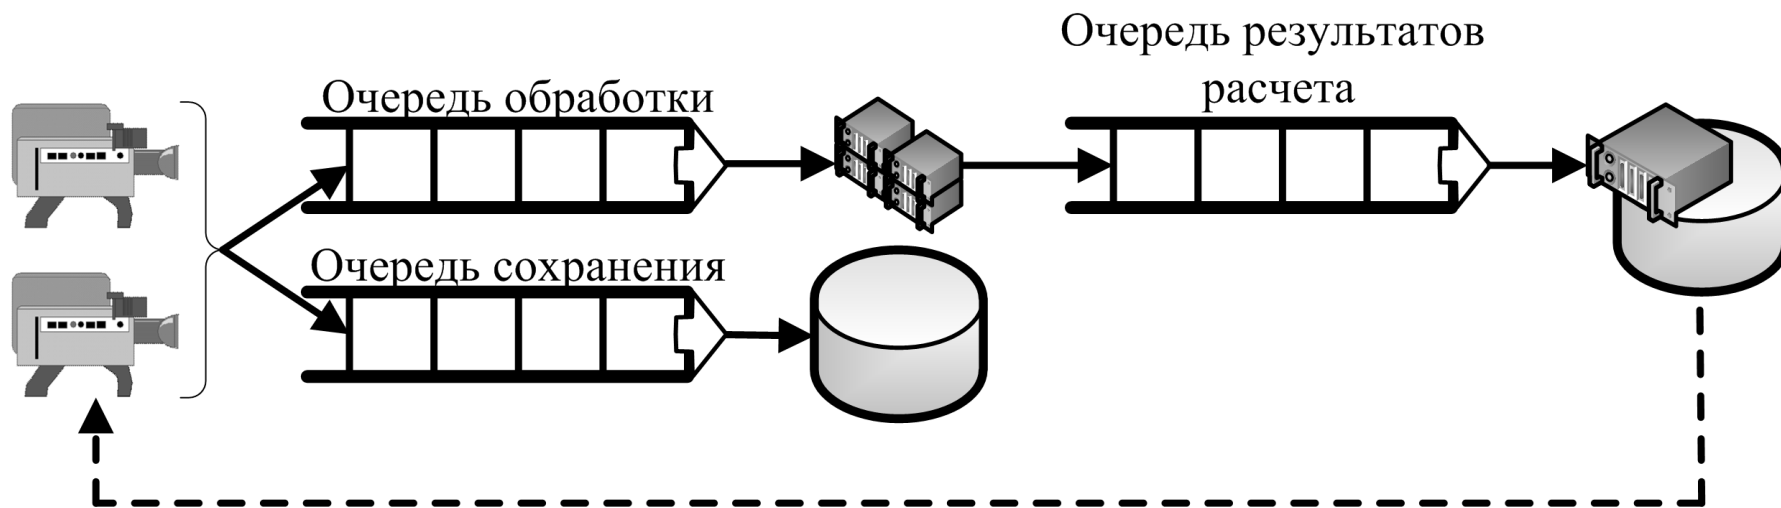 Очередь обработки
Очередь сохранения
Очередь результатов
расчета